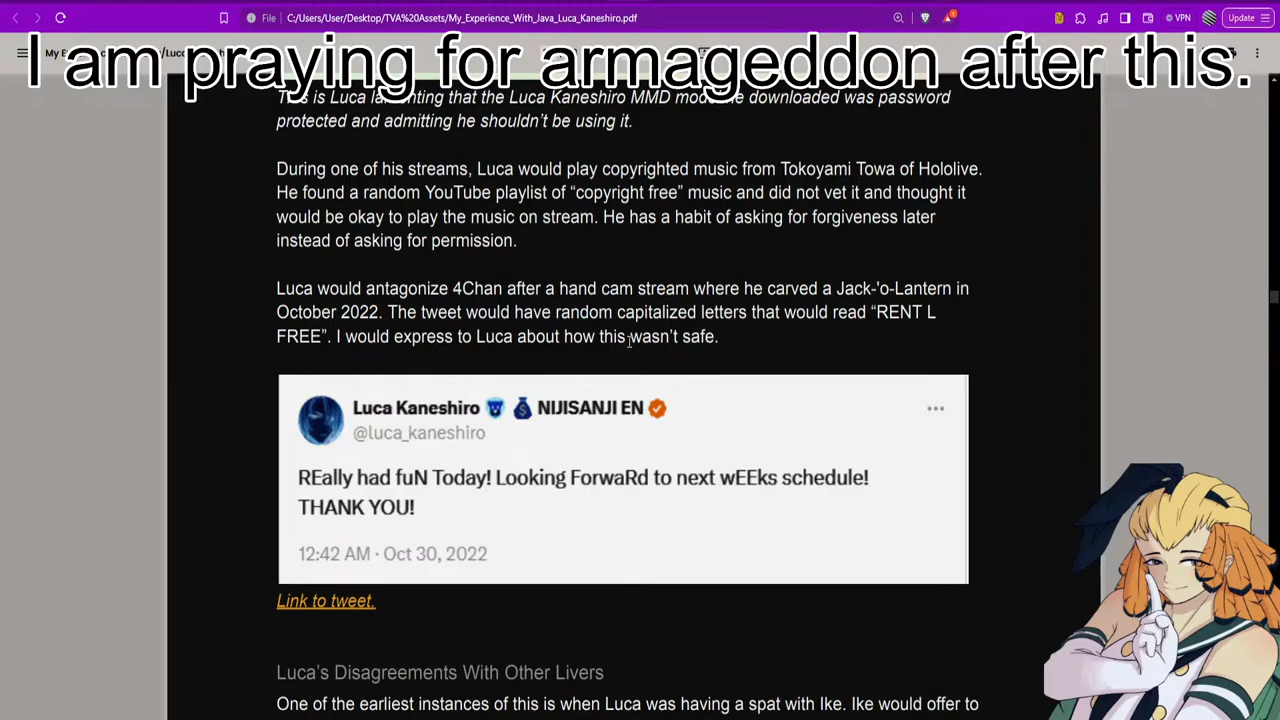 File C:/Users/User/Desktop/TVA%20Assets/My_Experience_With_Java_Luca_Kaneshiro.pdf VPN Update
I am praying for armageddon after this.
This is Luca lamenting that the Luca Kaneshiro MMD model he downloaded was password
protected and admitting he shouldn't be using it.
During one of his streams, Luca would play copyrighted music from Tokoyami Towa of Hololive.
He found a random YouTube playlist of “copyright free” music and did not vet it and thought it
would be okay to play the music on stream. He has a habit of asking for forgiveness later
instead of asking for permission.
Luca would antagonize 4Chan after a hand cam stream where he carved a Jack-'o-Lantern in
October 2022. The tweet would have random capitalized letters that would read “RENT L
FREE”. I would express to Luca about how this wasn't safe.
Luca Kaneshiro NIJISANJI EN
@luca_kaneshiro
REally had fuN Today! Looking ForwaRd to next wEEks schedule!
THANK YOU!
12:42 AM · Oct 30, 2022
Link to tweet.
Luca's Disagreements With Other Livers
One of the earliest instances of this is when Luca was having a spat with Ike. Ike would offer to